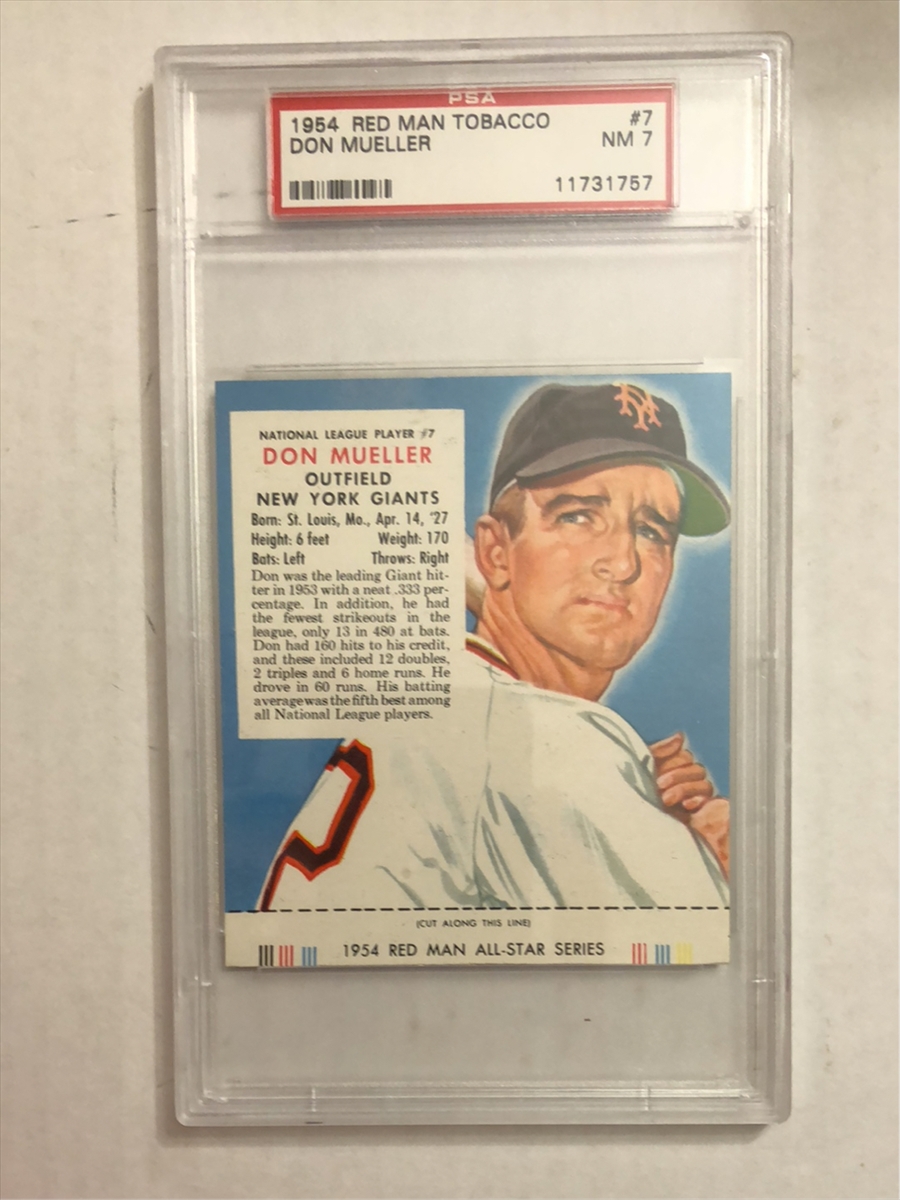 PSA
1954 RED MAN TOBACCO #7
DON MUELLER NM 7
11731757
NATIONAL LEAGUE PLAYER #7
DON MUELLER
OUTFIELD
NEW YORK GIANTS
Born: St. Louis, Mo., Apr. 14, '27
Height: 6 feet Weight: 170
Bats: Left Throws: Right
Don was the leading Giant hit-
ter in 1953 with a neat .333 per-
centage. In addition, he had
the fewest strikeouts in the
league, only 13 in 480 at bats.
Don had 160 hits to his credit,
and these included 12 doubles,
2 triples and 6 home runs. He
drove in 60 runs. His batting
average was the fifth best among
all National League players.
NY
(CUT ALONG THIS LINE)
1954 RED MAN ALL-STAR SERIES